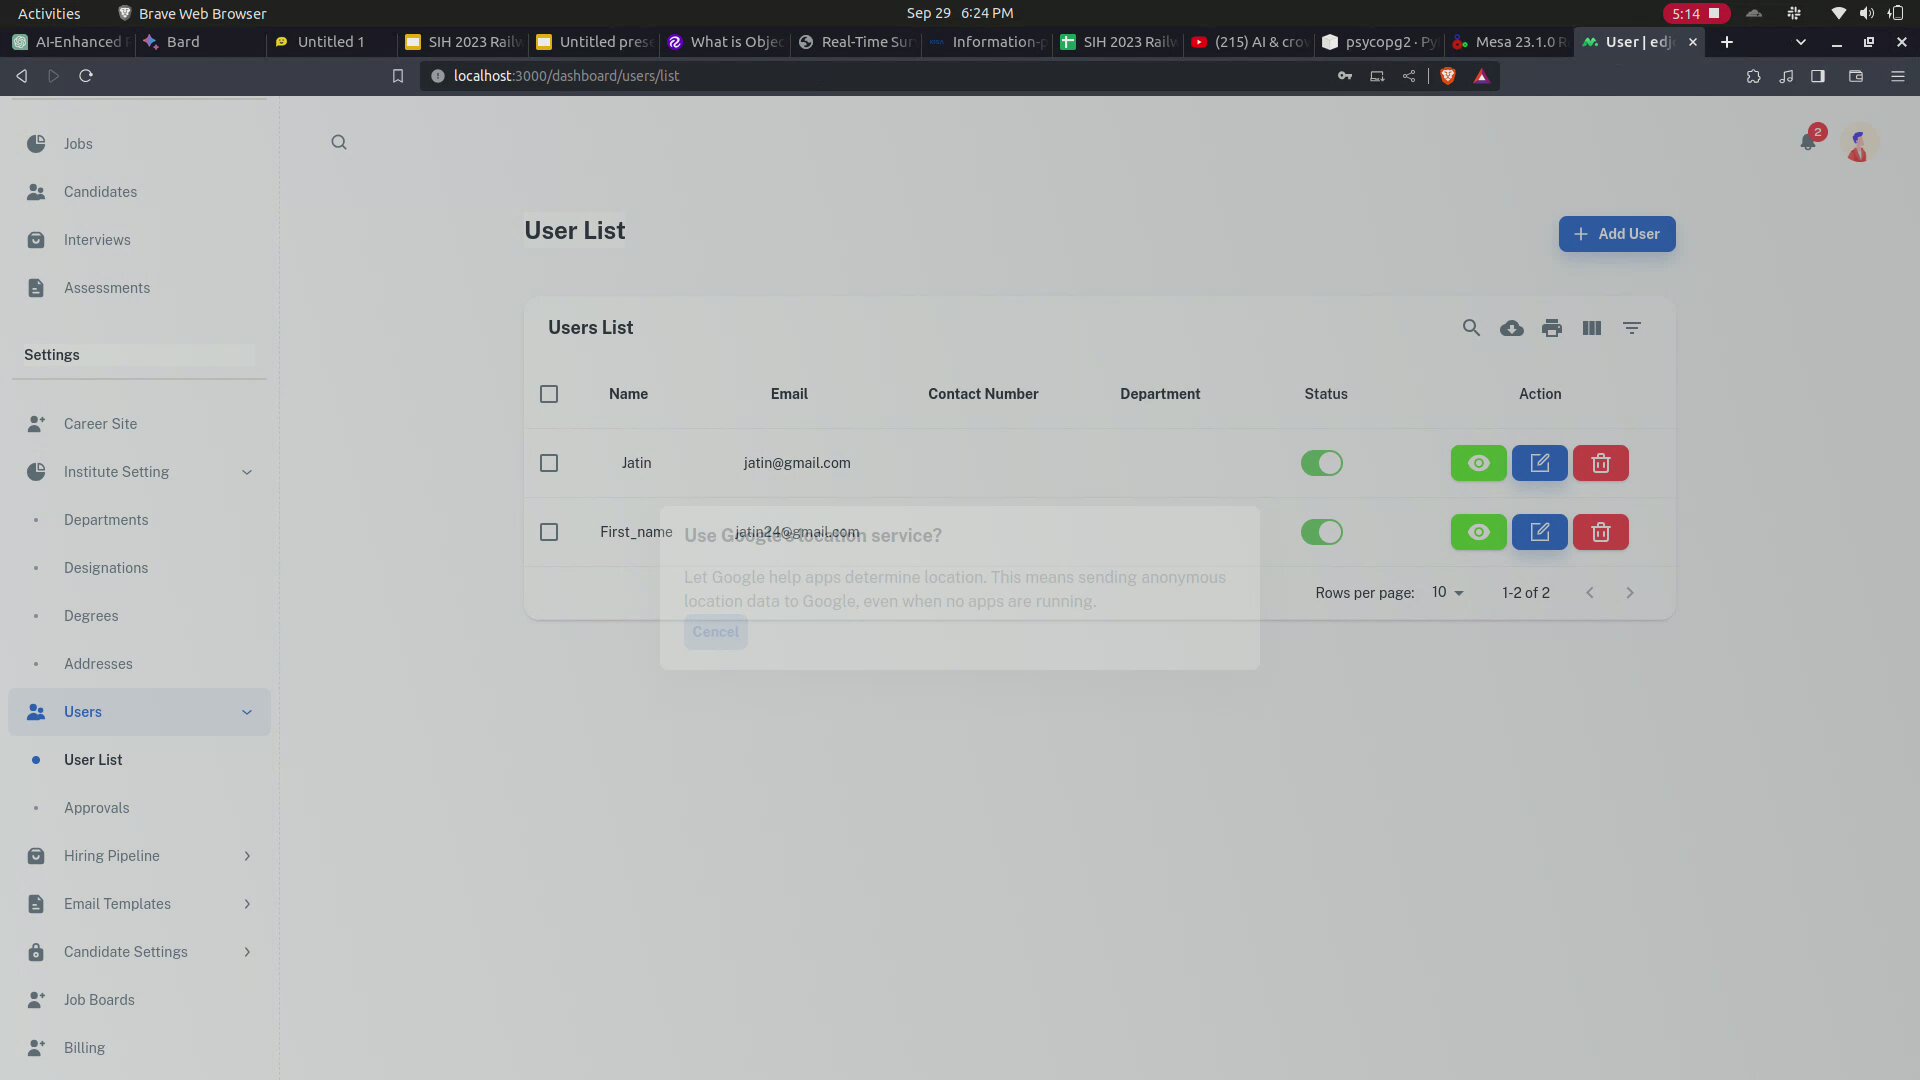 Activities
Brave Web Browser
Sep 29 6:24 PM
5:14
AI-Enhanced
Bard
Untitled 1
SIH 2023 Railw
Untitled prese
What is Objec
Real-Time Sur
Information-p
SIH 2023 Railw
(215) AI & crow
psycopg2 · Py
Mesa 23.1.0 R
User | edjo
localhost:3000/dashboard/users/list
Jobs
Candidates
Interviews
Assessments
Settings
Career Site
Institute Setting
Departments
Designations
Degrees
Addresses
Users
User List
Approvals
Hiring Pipeline
Email Templates
Candidate Settings
Job Boards
Billing
2
User List
Add User
Users List
Name Email Contact Number Department Status Action
Jatin jatin@gmail.com
First_name jatin24@gmail.com
Use Google's location service?
Let Google help apps determine location. This means sending anonymous
location data to Google, even when no apps are running.
Cencel
Rows per page: 10 1-2 of 2